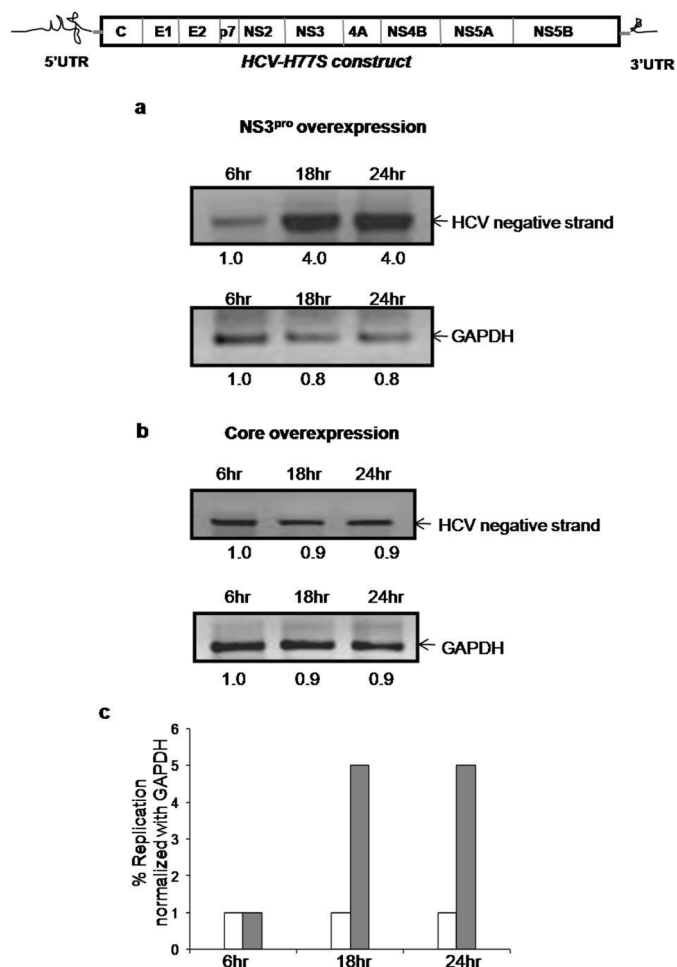 C E1 E2 p7 NS2 NS3 4A NS4B NS5A NS5B
5'UTR HCV-H77S construct 3'UTR
a
NS3pro overexpression
6hr 18hr 24hr
HCV negative strand
1.0 4.0 4.0
6hr 18hr 24hr
GAPDH
1.0 0.8 0.8
b Core overexpression
6hr 18hr 24hr
HCV negative strand
1.0 0.9 0.9
6hr 18hr 24hr
GAPDH
1.0 0.9 0.9
c
% Replication
normalized with GAPDH
6
5
4
3
2
1
0
6hr 18hr 24hr